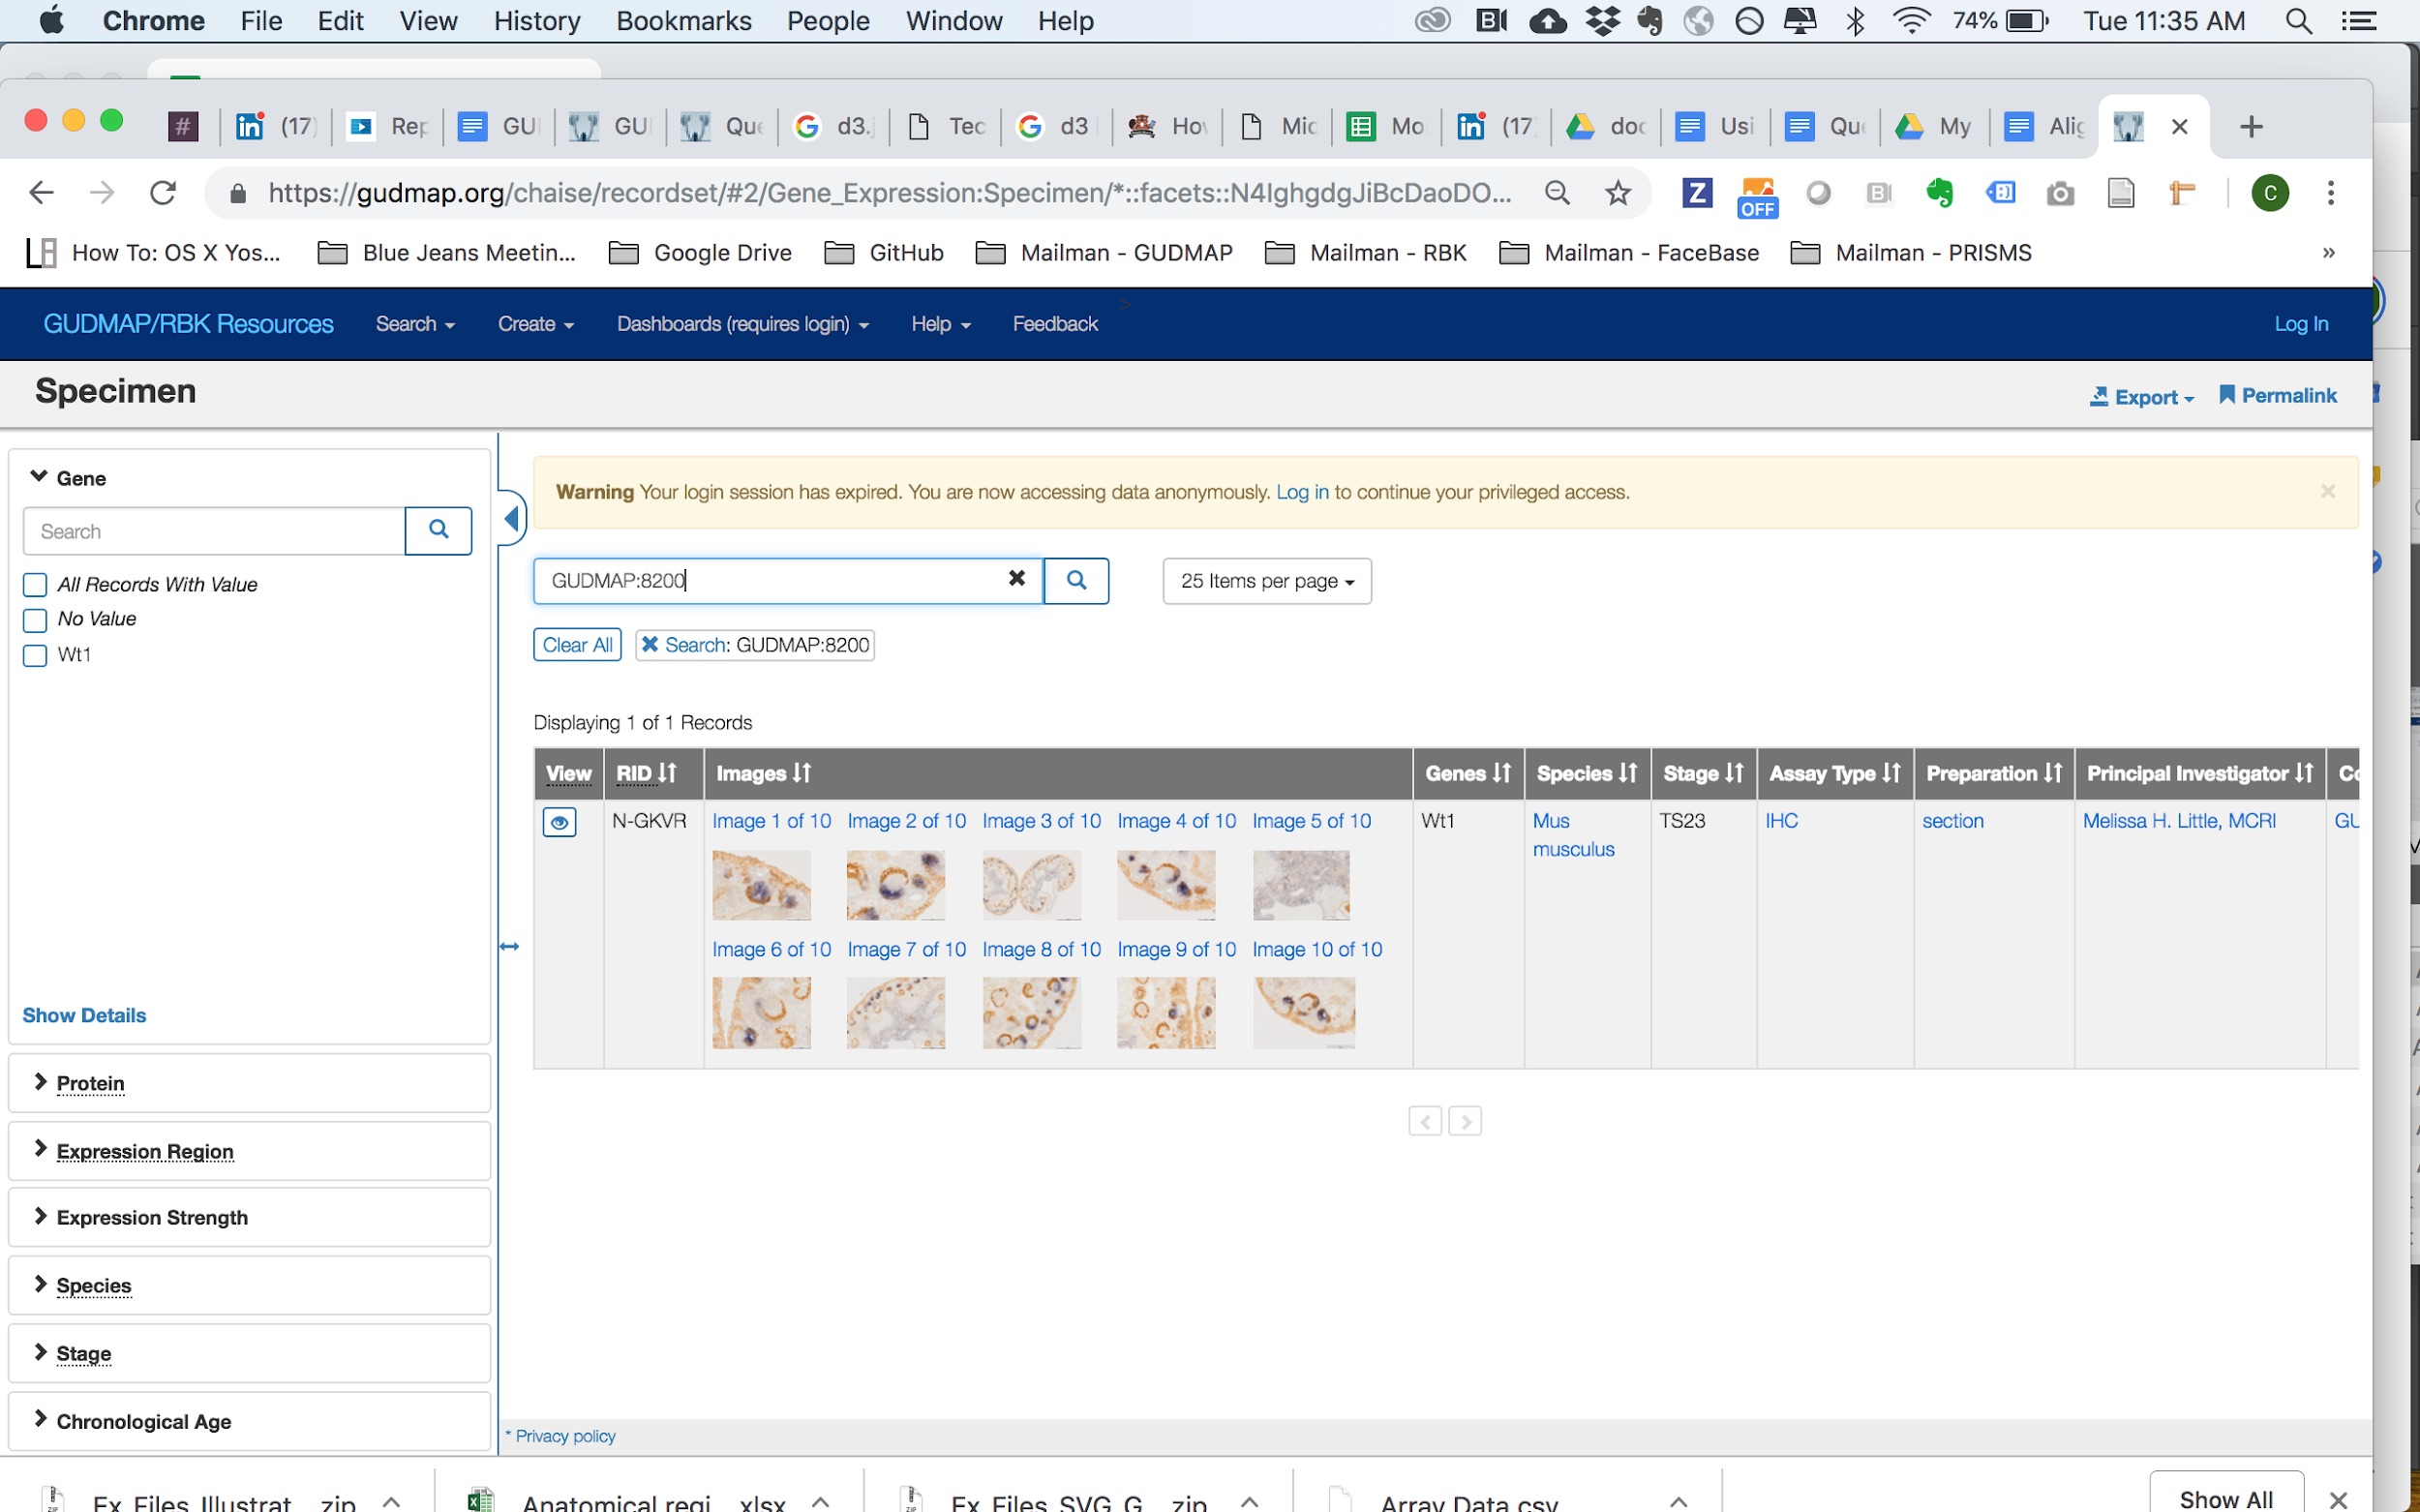 Chrome File Edit View History Bookmarks People Window Help 74% Tue 11:35 AM
# (17) Rep GU GU Que d3.j Tec d3 Hov Mic Mo (17 doc Usi Que My Alig
https://gudmap.org/chaise/recordset/#2/Gene_Expression:Specimen/*::facets::N4IghgdgJiBcDaoDO... Z OFF C
How To: OS X Yos... Blue Jeans Meetin... Google Drive GitHub Mailman - GUDMAP Mailman - RBK Mailman - FaceBase Mailman - PRISMS »
>
GUDMAP/RBK Resources Search Create Dashboards (requires login) Help Feedback Log In
Specimen
Export Permalink
Gene
Search
All Records With Value
No Value
Wt1
Show Details
Protein
Expression Region
Expression Strength
Species
Stage
Chronological Age
Warning Your login session has expired. You are now accessing data anonymously. Log in to continue your privileged access.
GUDMAP:8200
25 Items per page
Clear All Search: GUDMAP:8200
Displaying 1 of 1 Records
View RID Images Genes Species Stage Assay Type Preparation Principal Investigator Co
N-GKVR Image 1 of 10 Image 2 of 10 Image 3 of 10 Image 4 of 10 Image 5 of 10 Wt1 Mus TS23 IHC section Melissa H. Little, MCRI GU
musculus
Image 6 of 10 Image 7 of 10 Image 8 of 10 Image 9 of 10 Image 10 of 10
* Privacy policy
Ex_Files_Illustrat....zip Anatomical regi....xlsx Ex_Files_SVG_G....zip Array Data.csv Show All